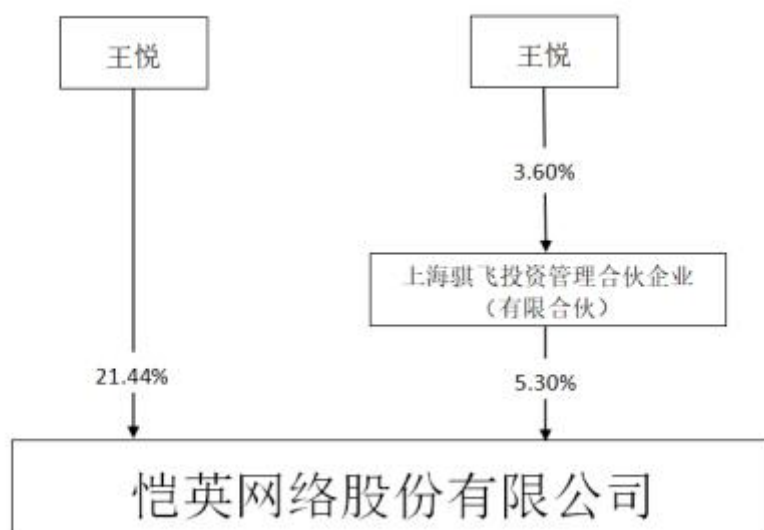 王悦
王悦
3.60%
上海骐飞投资管理合伙企业
（有限合伙）
21.44%
5.30%
恺英网络股份有限公司